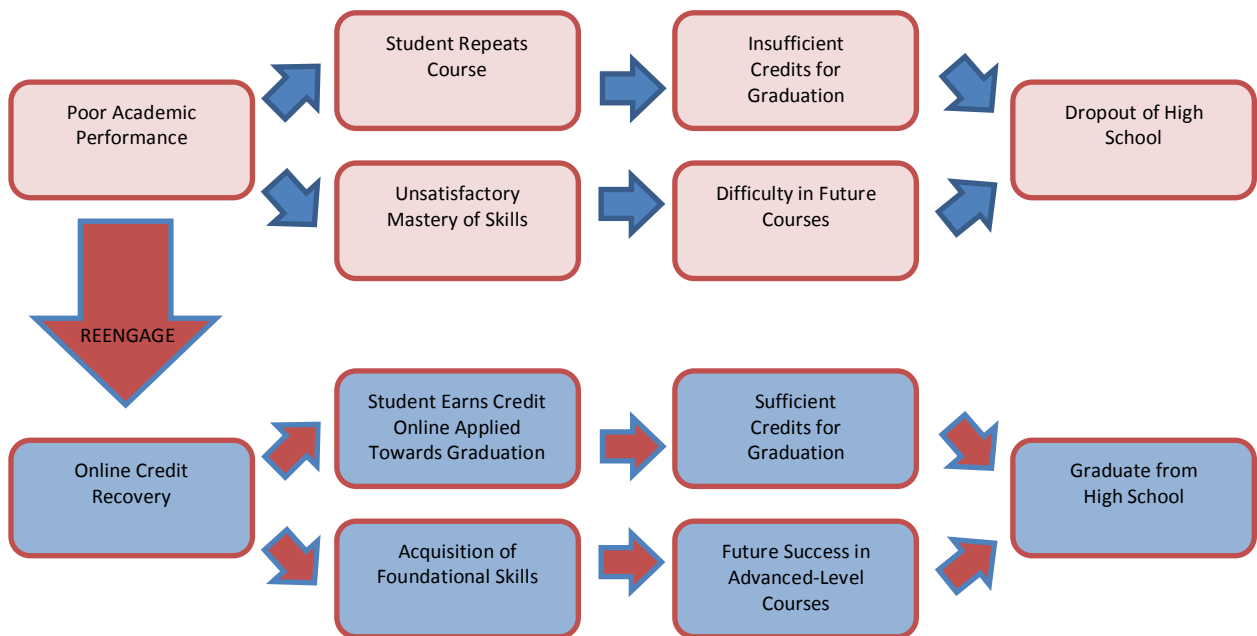 Student Repeats
Course
Insufficient
Credits for
Graduation
Poor Academic
Performance
Dropout of High
School
Unsatisfactory
Mastery of Skills
Difficulty in Future
Courses
REENGAGE
Student Earns Credit
Online Applied
Towards Graduation
Sufficient
Credits for
Graduation
Online Credit
Recovery
Graduate from
High School
Acquisition of
Foundational Skills
Future Success in
Advanced-Level
Courses